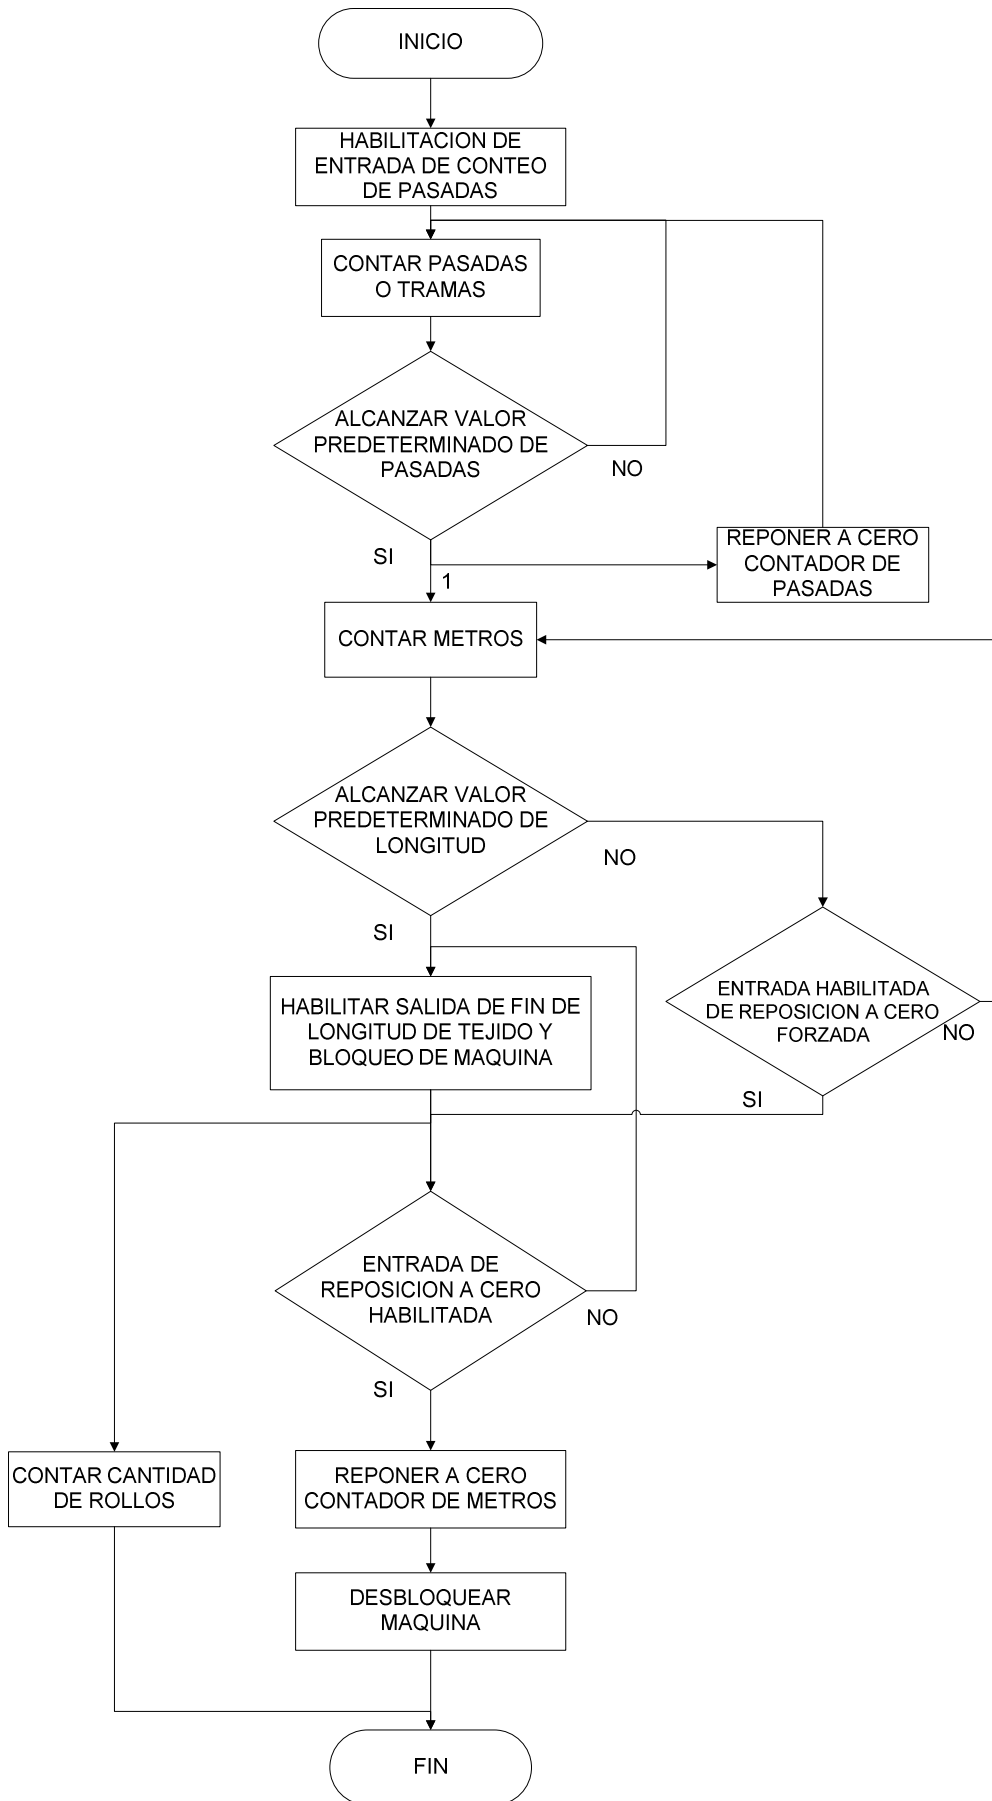 INICIO
HABILITACION DE
ENTRADA DE CONTEO
DE PASADAS
CONTAR PASADAS
O TRAMAS
ALCANZAR VALOR
PREDETERMINADO DE
PASADAS
NO
SI
1
REPONER A CERO
CONTADOR DE
PASADAS
CONTAR METROS
ALCANZAR VALOR
PREDETERMINADO DE
LONGITUD
NO
SI
ENTRADA HABILITADA
DE REPOSICION A CERO
FORZADA
NO
SI
HABILITAR SALIDA DE FIN DE
LONGITUD DE TEJIDO Y
BLOQUEO DE MAQUINA
ENTRADA DE
REPOSICION A CERO
HABILITADA
NO
SI
CONTAR CANTIDAD
DE ROLLOS
REPONER A CERO
CONTADOR DE METROS
DESBLOQUEAR
MAQUINA
FIN